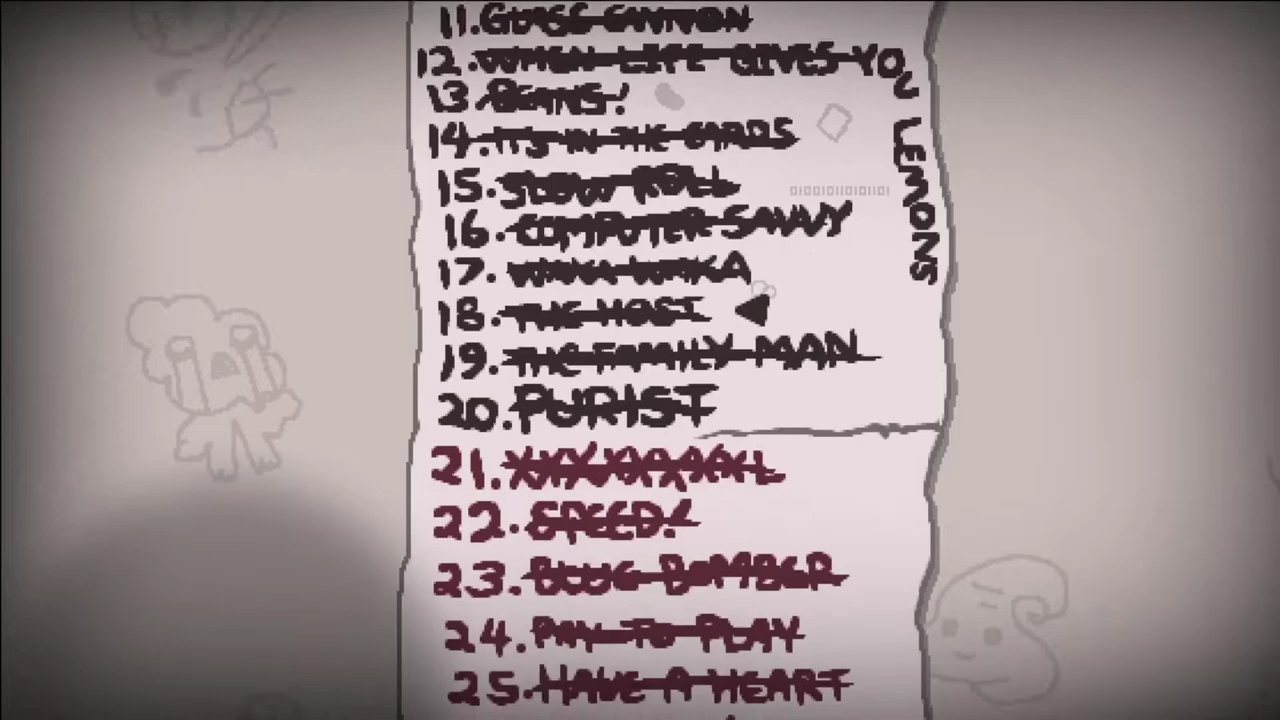 11. GLASS CANNON
12. WHEN LIFE GIVES YOU LEMONS
13. BEANS!
14. IT'S IN THE CARDS
15. SLOW ROLL
01010110101101
16. COMPUTER SAVVY
17. WAKA WAKA
18. THE HOST
19. THE FAMILY MAN
20. PURIST
21. XXXXXXXXL
22. SPEED!
23. BLUE BOMBER
24. PAY TO PLAY
25. HAVE A HEART